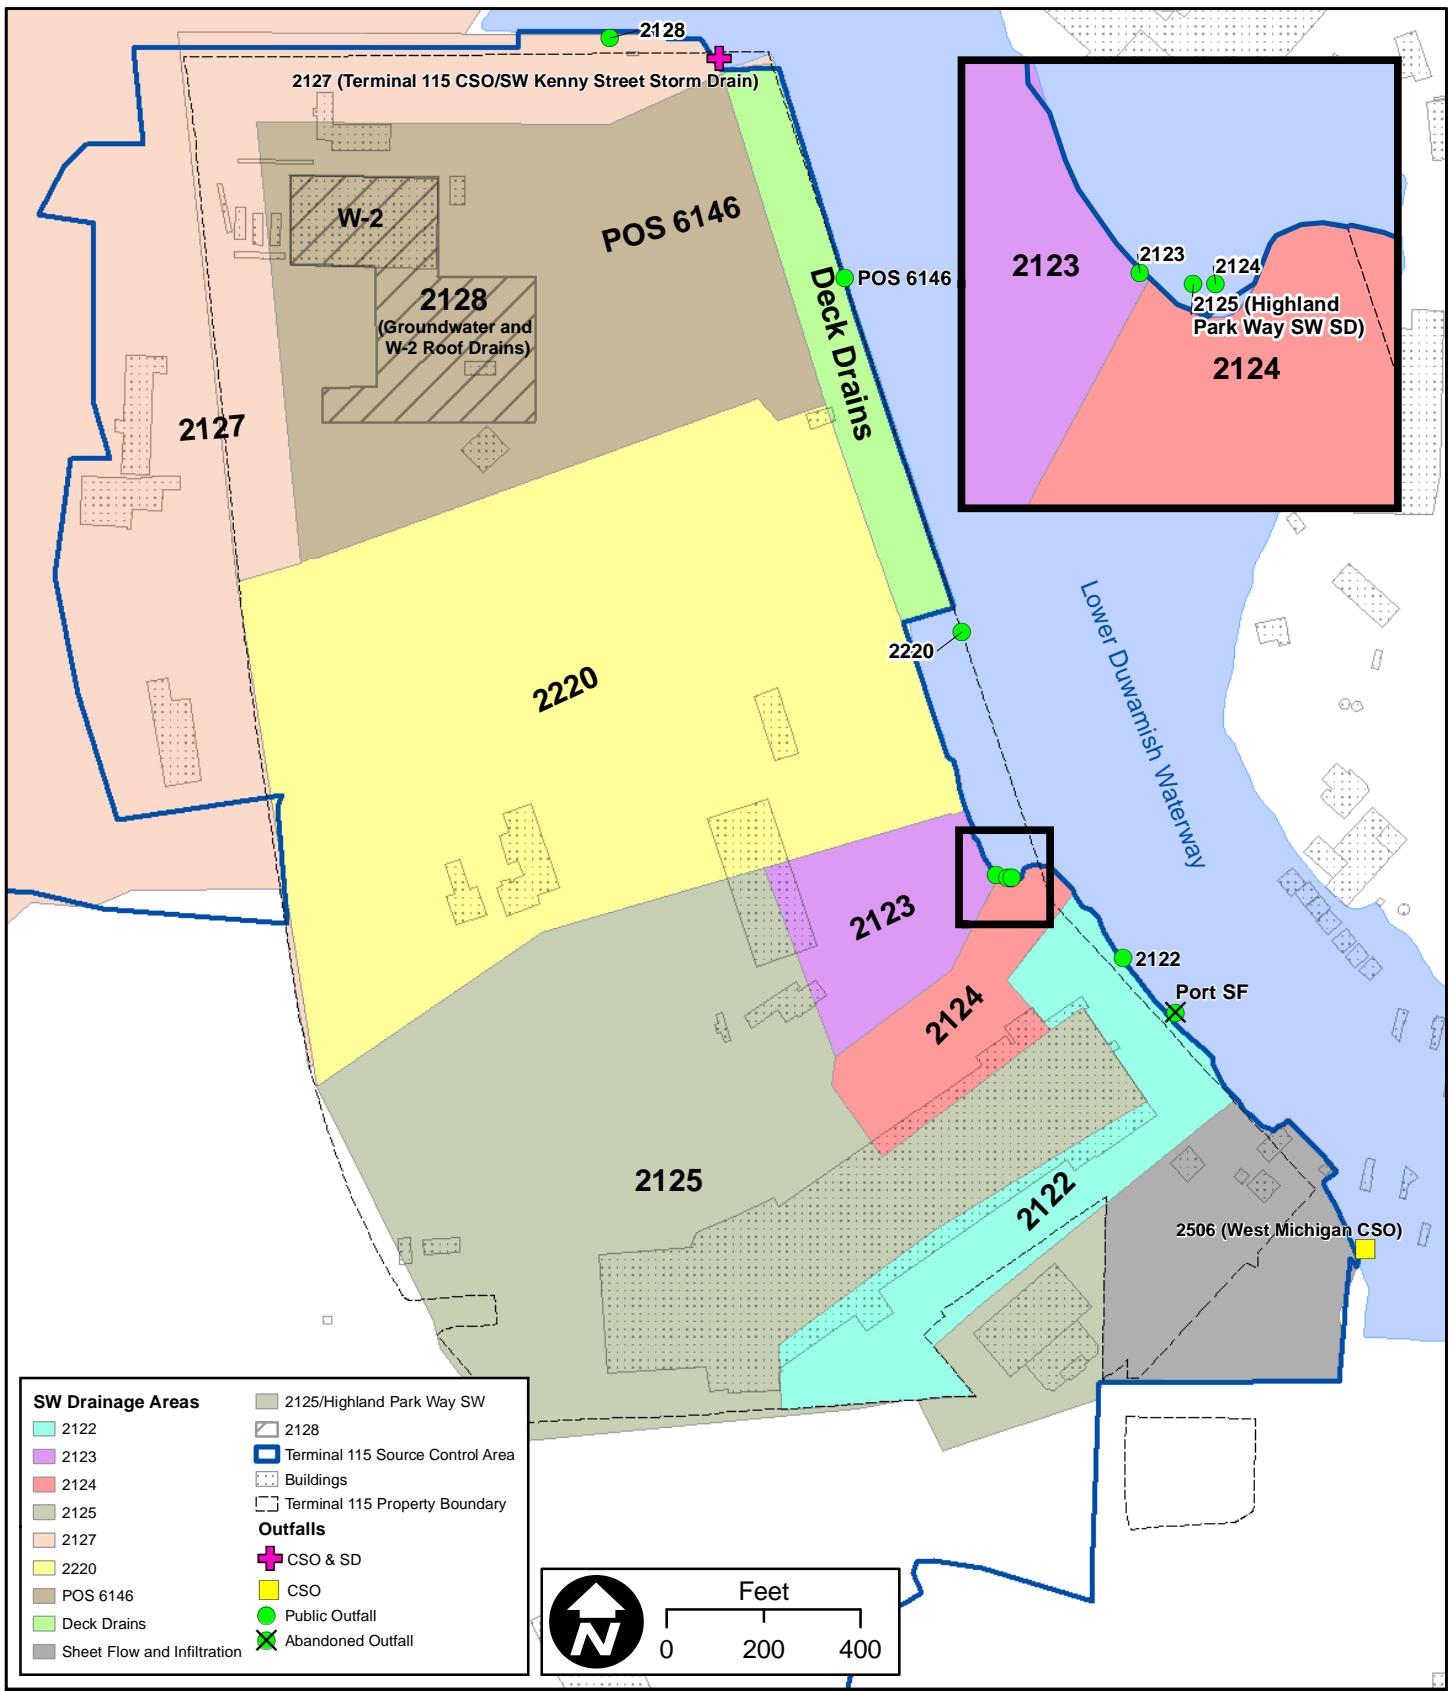 2128
2127 (Terminal 115 CSO/SW Kenny Street Storm Drain)
W-2
POS 6146
2128
(Groundwater and
W-2 Roof Drains)
POS 6146
Deck Drains
2127
2123
2123
2124
2125 (Highland
Park Way SW SD)
2124
Lower Duwamish Waterway
2220
2220
2123
2124
2122
Port SF
2125
2122
2506 (West Michigan CSO)
SW Drainage Areas
2122
2123
2124
2125
2127
2220
POS 6146
Deck Drains
Sheet Flow and Infiltration
2125/Highland Park Way SW
2128
Terminal 115 Source Control Area
Buildings
Terminal 115 Property Boundary
Outfalls
CSO & SD
CSO
Public Outfall
Abandoned Outfall
N
Feet
0 200 400